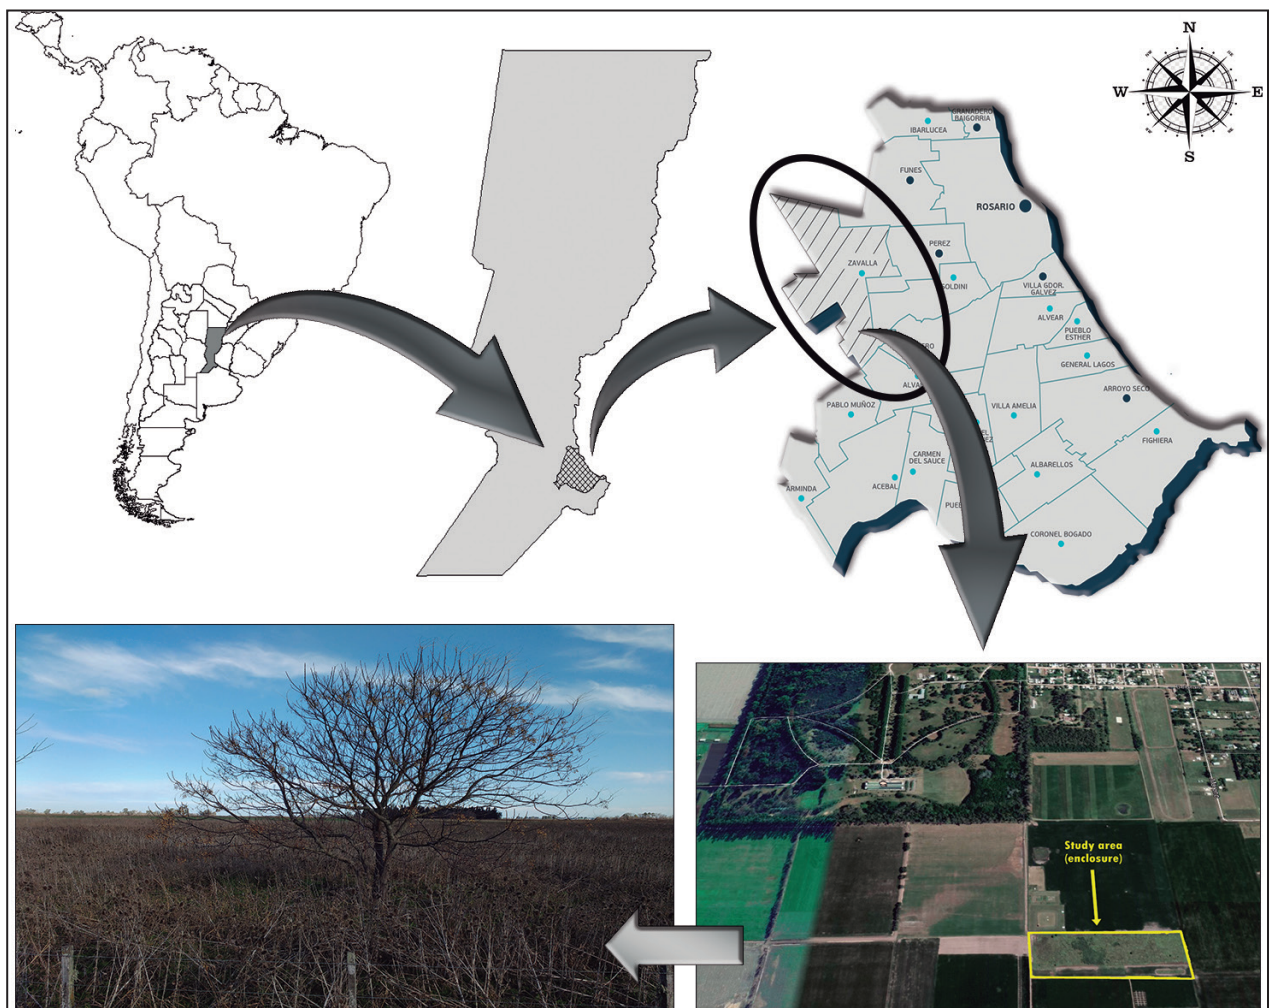 N
W
E
S
GRANADERO
BAIGORRIA
IBARLUCEA
FUNES
ROSARIO
PEREZ
ZAVALLA
SOLDINI
VILLA GDOR.
GALVEZ
ALVEAR
PUEBLO
ESTHER
GENERAL LAGOS
ARROYO SECO
PABLO MUÑOZ
VILLA AMELIA
FIGHIERA
CARMEN
DEL SAUCE
ALBARELLOS
ACEBAL
ARMINDA
CORONEL BOGADO
Study area
(enclosure)